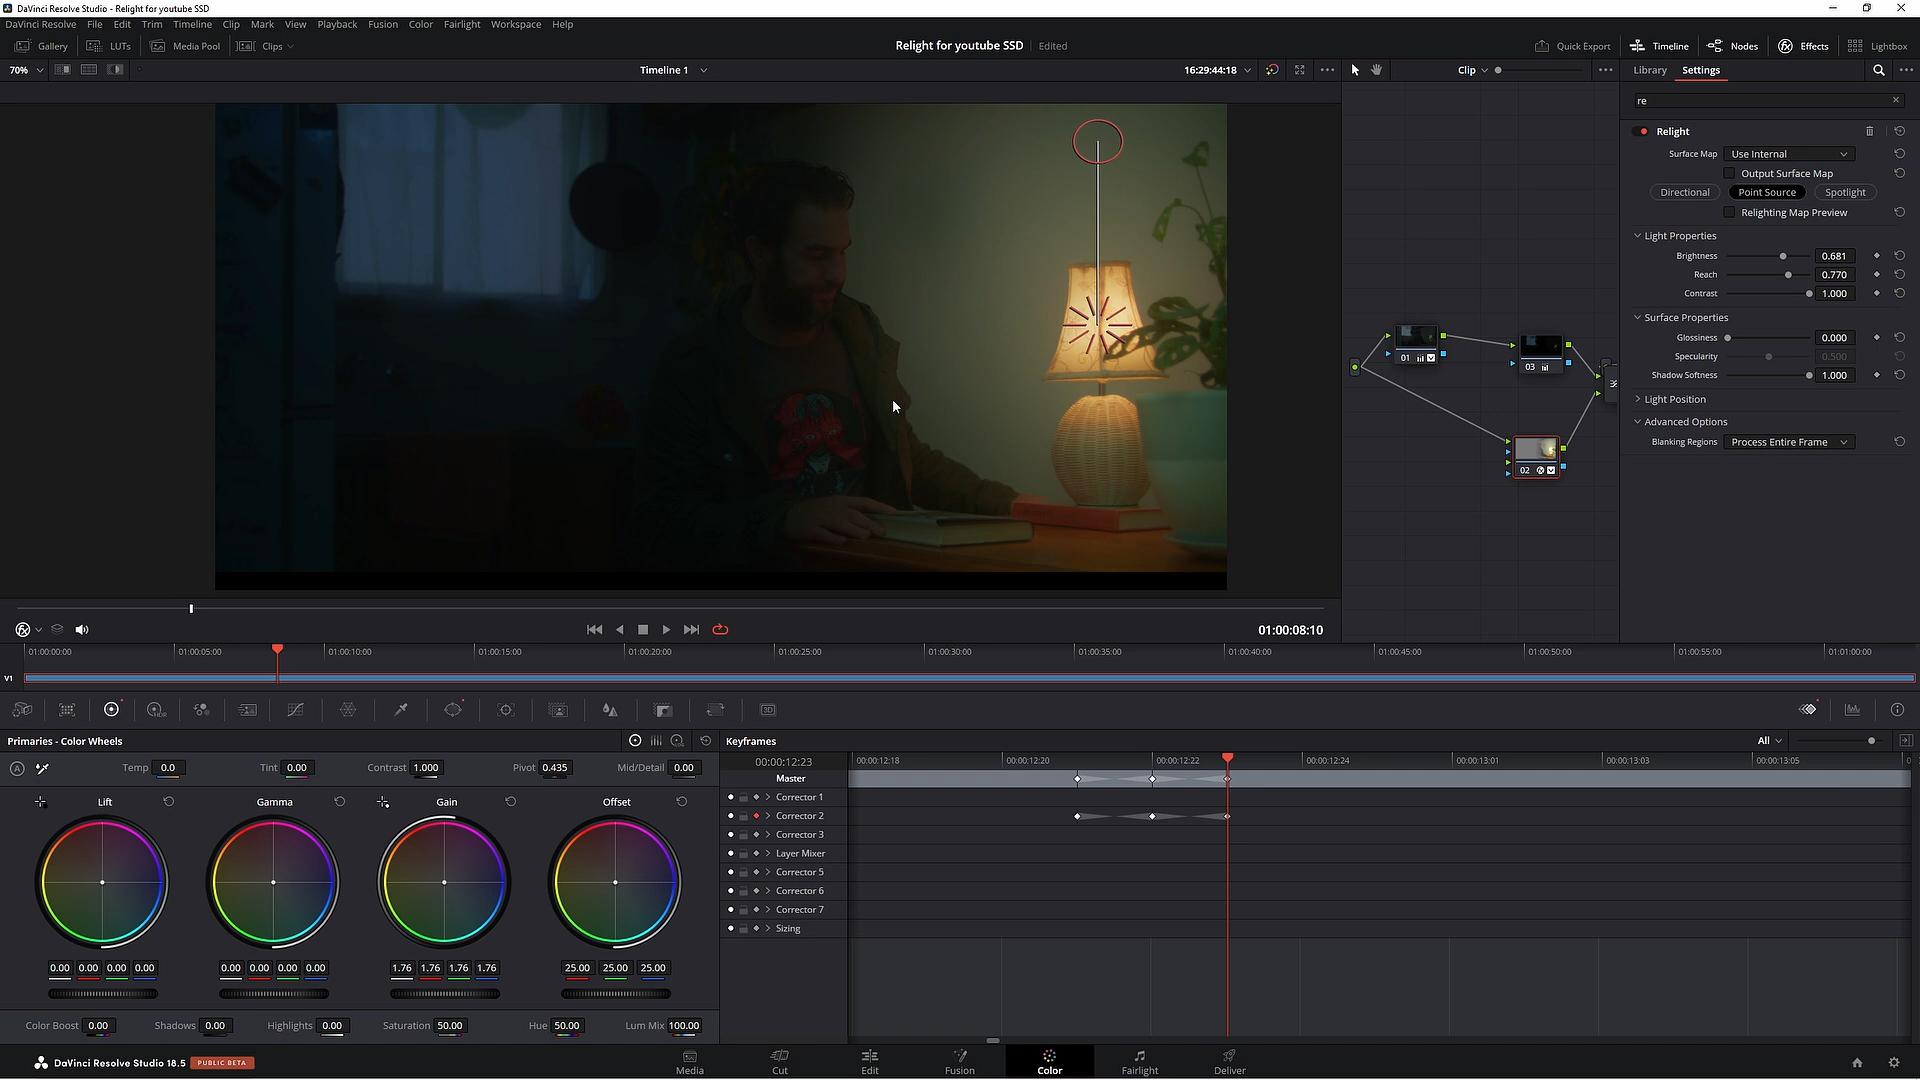 DaVinci Resolve Studio - Relight for youtube SSD
DaVinci Resolve File Edit Trim Timeline Clip Mark View Playback Fusion Color Fairlight Workspace Help
Gallery LUTs Media Pool Clips Relight for youtube SSD Edited Quick Export Timeline Nodes Effects Lightbox
70% Timeline 1 16:29:44:18 Clip Library Settings
re
Relight
Surface Map Use Internal
Output Surface Map
Directional Point Source Spotlight
Relighting Map Preview
Light Properties
Brightness 0.681
Reach 0.770
Contrast 1.000
Surface Properties
Glossiness 0.000
Specularity 0.500
Shadow Softness 1.000
Light Position
Advanced Options
Blanking Regions Process Entire Frame
01
03
02
01:00:08:10
01:00:00:00 01:00:05:00 01:00:10:00 01:00:15:00 01:00:20:00 01:00:25:00 01:00:30:00 01:00:35:00 01:00:40:00 01:00:45:00 01:00:50:00 01:00:55:00 01:01:00:00
V1
HDR 3D
Primaries - Color Wheels
Keyframes All
A Temp 0.0 Tint 0.00 Contrast 1.000 Pivot 0.435 Mid/Detail 0.00
00:00:12:23 00:00:12:18 00:00:12:20 00:00:12:22 00:00:12:24 00:00:13:01 00:00:13:03 00:00:13:05
Lift Gamma Gain Offset
Master
Corrector 1
Corrector 2
Corrector 3
Layer Mixer
Corrector 5
Corrector 6
Corrector 7
Sizing
0.00 0.00 0.00 0.00 0.00 0.00 0.00 0.00 1.76 1.76 1.76 1.76 25.00 25.00 25.00
Color Boost 0.00 Shadows 0.00 Highlights 0.00 Saturation 50.00 Hue 50.00 Lum Mix 100.00
DaVinci Resolve Studio 18.5 PUBLIC BETA
Media Cut Edit Fusion Color Fairlight Deliver